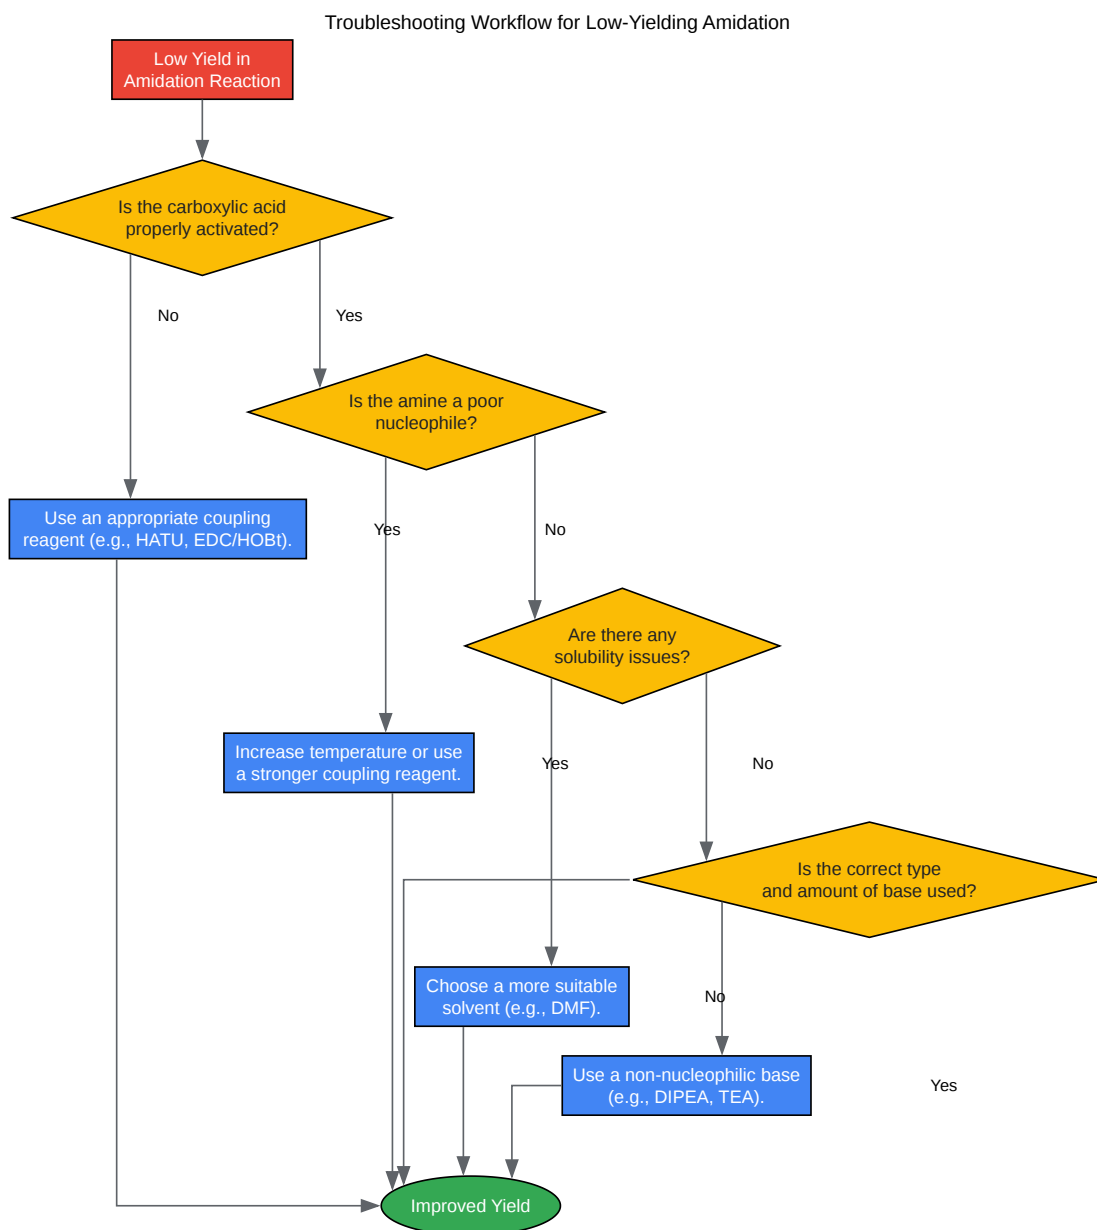 Troubleshooting Workflow for Low-Yielding Amidation
Low Yield in
Amidation Reaction
Is the carboxylic acid
properly activated?
No
Yes
Is the amine a poor
nucleophile?
Use an appropriate coupling
reagent (e.g., HATU, EDC/HOBt).
Yes
No
Are there any
solubility issues?
Increase temperature or use
a stronger coupling reagent.
Yes
No
Is the correct type
and amount of base used?
Choose a more suitable
solvent (e.g., DMF).
No
Use a non-nucleophilic base
(e.g., DIPEA, TEA).
Yes
Improved Yield